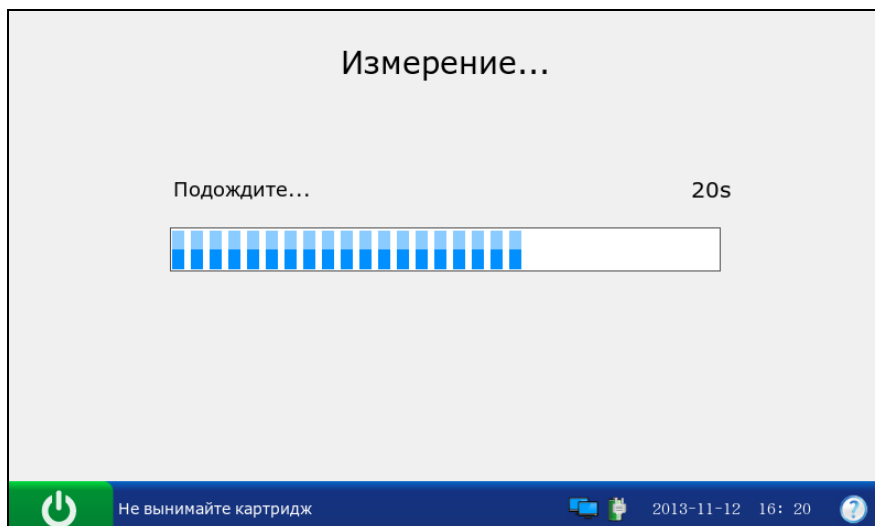 Измерение...
Подождите... 20s
Не вынимайте картридж 2013-11-12 16: 20 ?